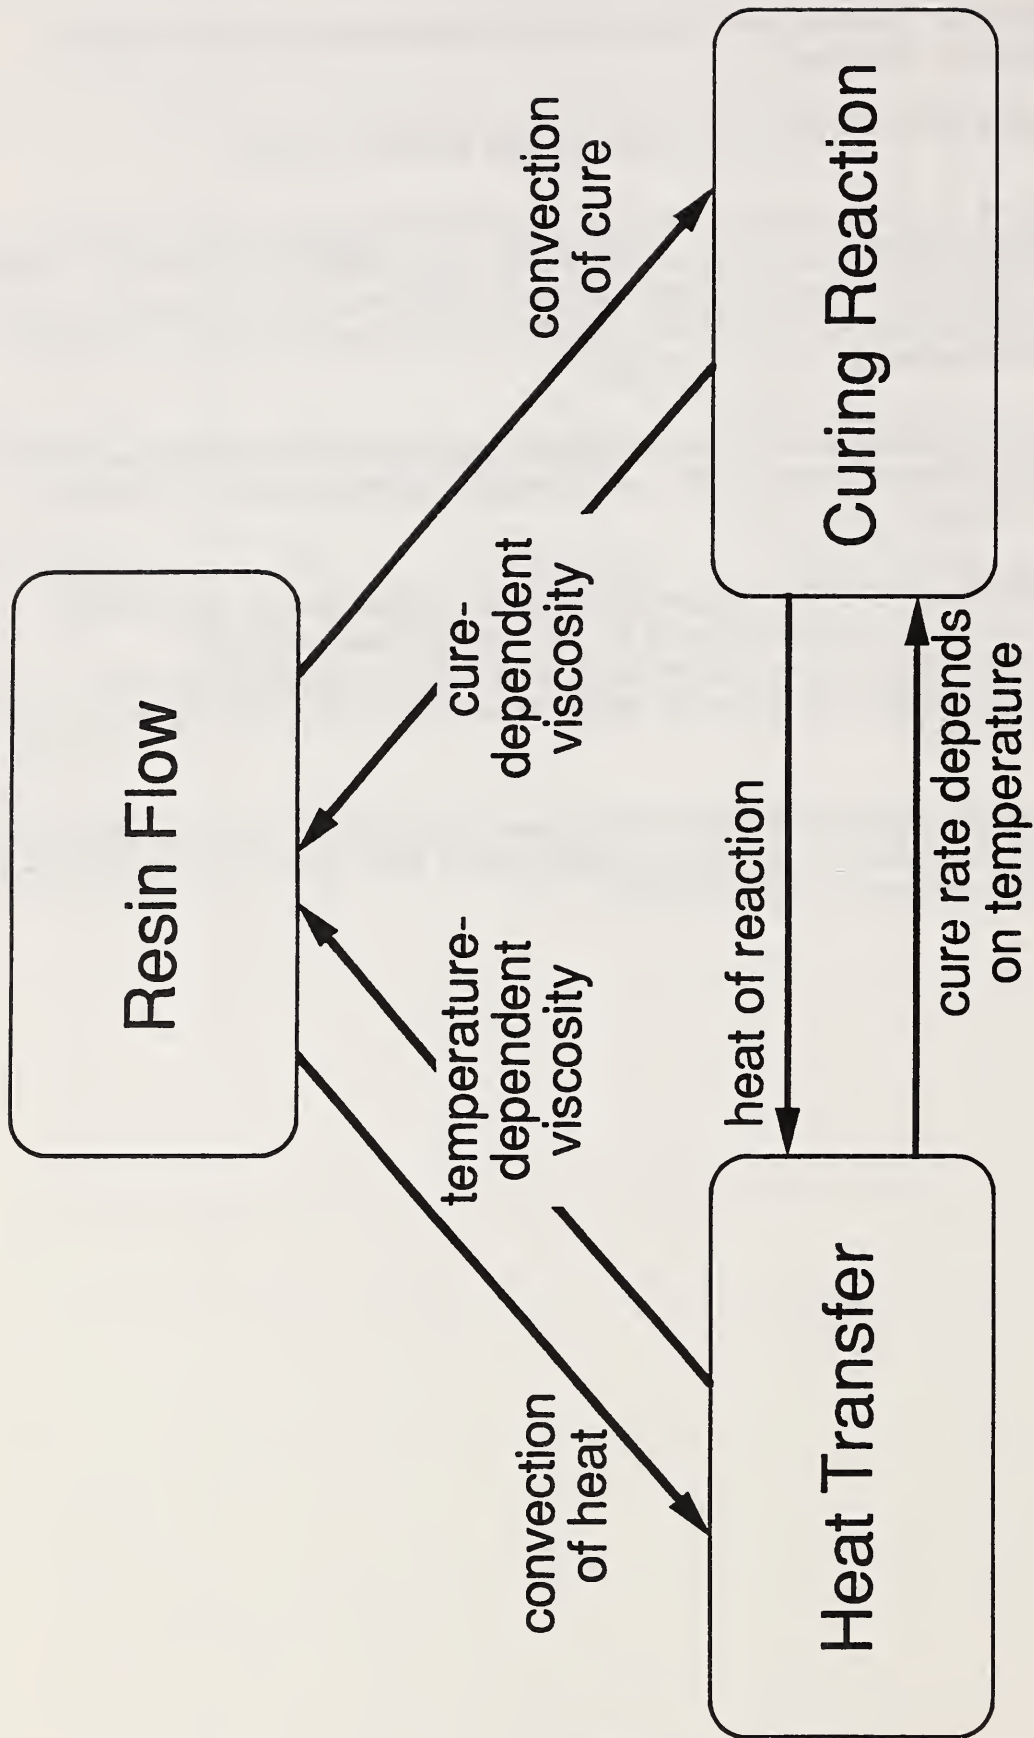 Resin Flow
convection
of heat
temperature-
dependent
viscosity
cure-
dependent
viscosity
convection
of cure
heat of reaction
Heat Transfer
Curing Reaction
cure rate depends
on temperature